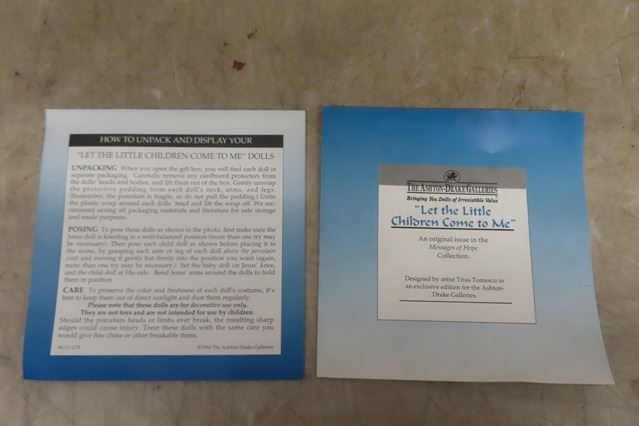 HOW TO UNPACK AND DISPLAY YOUR
"LET THE LITTLE CHILDREN COME TO ME" DOLLS
UNPACKING When you open the gift box, you will find each doll in
separate packaging. Carefully remove any cardboard protectors from
the dolls' heads and bodies, and lift them out of the box. Gently unwrap
the protective padding from each doll's neck, arms, and legs.
(Remember, the porcelain is fragile, so do not pull the padding.) Untie
the plastic wrap around each dolls' head and lift the wrap off. We rec-
ommend saving all packaging materials and literature for safe storage
and resale purposes.
POSING To pose these dolls as shown in the photo, first make sure the
Jesus doll is kneeling in a well-balanced position (more than one try may
be necessary). Then pose each child doll as shown before placing it in
the scene, by grasping each arm or leg of each doll above the porcelain
joint and moving it gently but firmly into the position you want (again,
more than one try may be necessary.) Set the baby doll on Jesus' knee,
and the child doll at His side. Bend Jesus' arms around the dolls to hold
them in position.
CARE To preserve the color and freshness of each doll's costume, it's
best to keep them out of direct sunlight and dust them regularly.
Please note that these dolls are for decorative use only.
They are not toys and are not intended for use by children.
Should the porcelain heads or limbs ever break, the resulting sharp
edges could cause injury. Treat these dolls with the same care you
would give fine china or other breakable items.
©1994 The Ashton-Drake Galleries
THE ASHTON-DRAKE GALLERIES
Bringing You Dolls of Irresistible Value
"Let the Little
Children Come to Me"
An original issue in the
Messages of Hope
Collection.
Designed by artist Titus Tomescu in
an exclusive edition for the Ashton-
Drake Galleries.